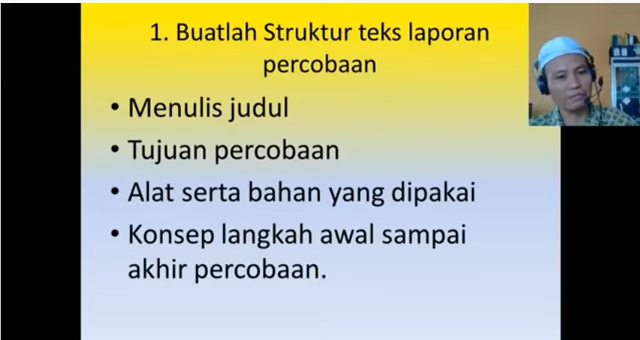 1. Buatlah Struktur teks laporan
percobaan
• Menulis judul
• Tujuan percobaan
• Alat serta bahan yang dipakai
• Konsep langkah awal sampai
akhir percobaan.